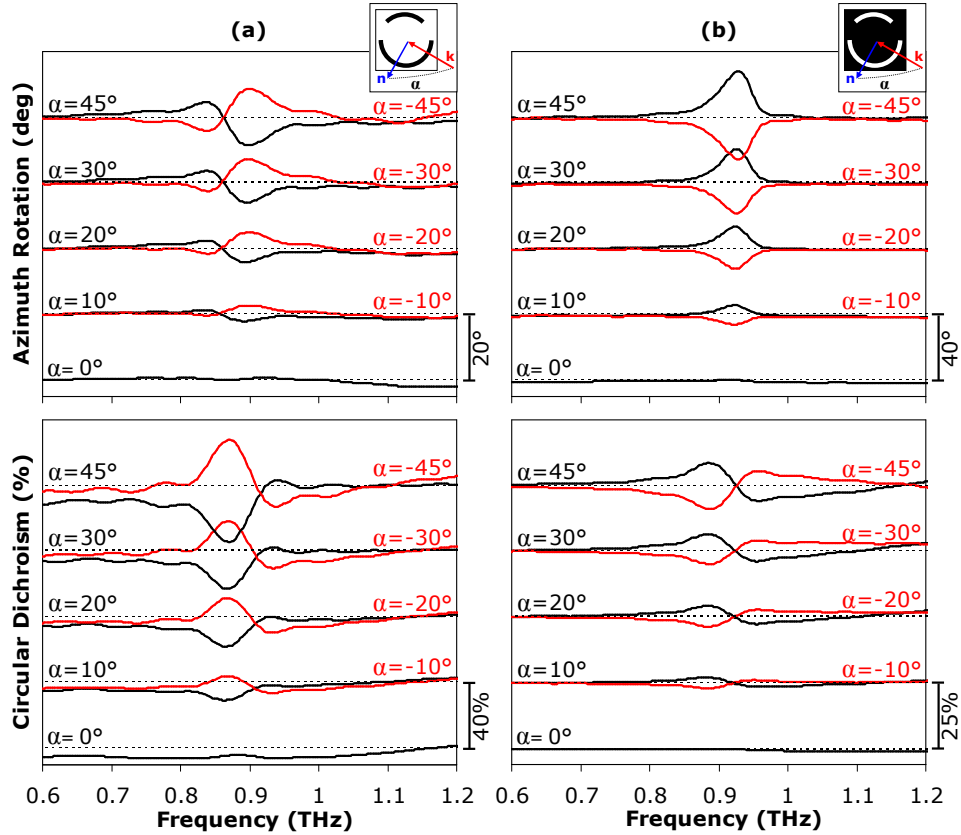 (a)
(b)
n
k
α
n
k
α
Azimuth Rotation (deg)
α=45°
α=-45°
α=30°
α=-30°
α=20°
α=-20°
α=10°
α=-10°
α= 0°
20°
α=45°
α=-45°
α=30°
α=-30°
α=20°
α=-20°
α=10°
α=-10°
α= 0°
40°
Circular Dichroism (%)
α=45°
α=-45°
α=30°
α=-30°
α=20°
α=-20°
α=10°
α=-10°
α=0°
40%
α=45°
α=-45°
α=30°
α=-30°
α=20°
α=-20°
α=10°
α=-10°
α=0°
25%
0.6 0.7 0.8 0.9 1 1.1 1.2
Frequency (THz)
0.6 0.7 0.8 0.9 1 1.1 1.2
Frequency (THz)